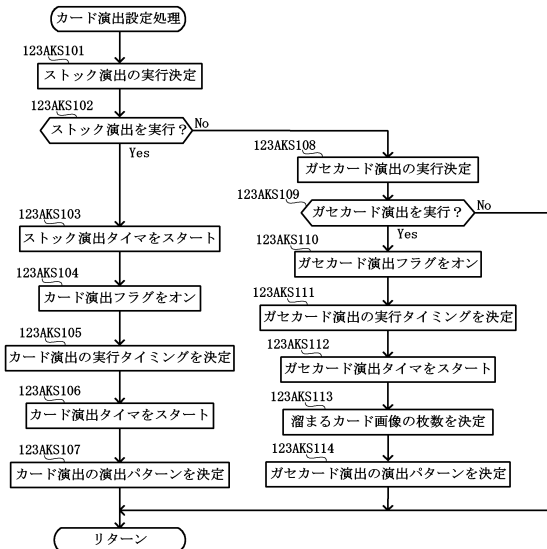 カード演出設定処理
123AKS101
ストック演出の実行決定
123AKS102
ストック演出を実行？
No
Yes
123AKS103
ストック演出タイマをスタート
123AKS104
カード演出フラグをオン
123AKS105
カード演出の実行タイミングを決定
123AKS106
カード演出タイマをスタート
123AKS107
カード演出の演出パターンを決定
123AKS108
ガセカード演出の実行決定
123AKS109
ガセカード演出を実行？
No
Yes
123AKS110
ガセカード演出フラグをオン
123AKS111
ガセカード演出の実行タイミングを決定
123AKS112
ガセカード演出タイマをスタート
123AKS113
溜まるカード画像の枚数を決定
123AKS114
ガセカード演出の演出パターンを決定
リターン